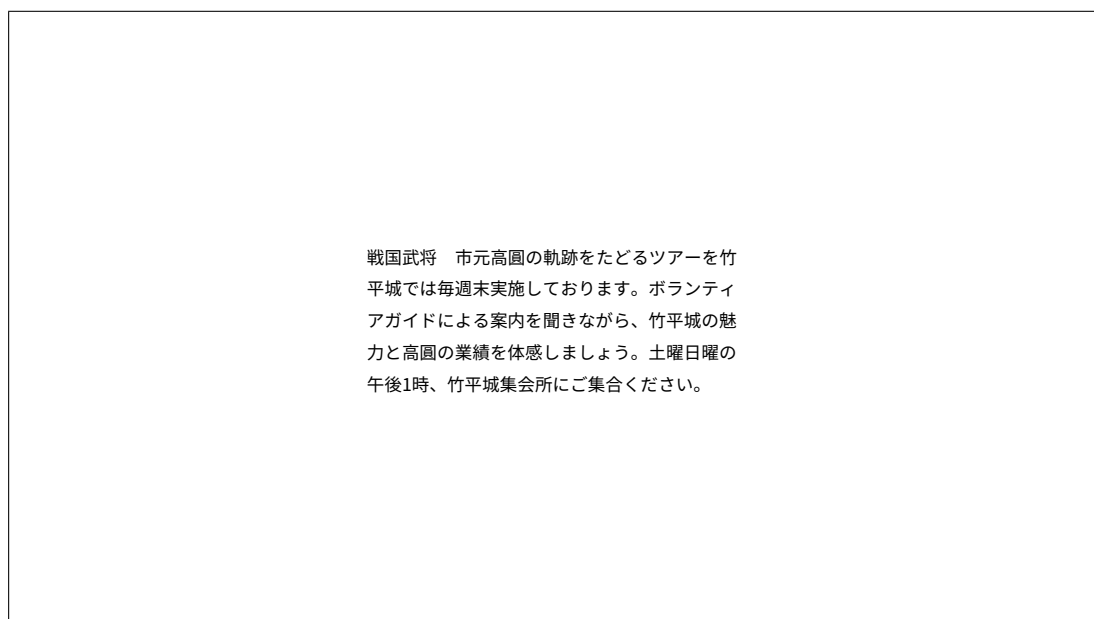 戦国武将　市元高圓の軌跡をたどるツアーを竹
平城では毎週末実施しております。ボランティ
アガイドによる案内を聞きながら、竹平城の魅
力と高圓の業績を体感しましょう。土曜日曜の
午後1時、竹平城集会所にご集合ください。